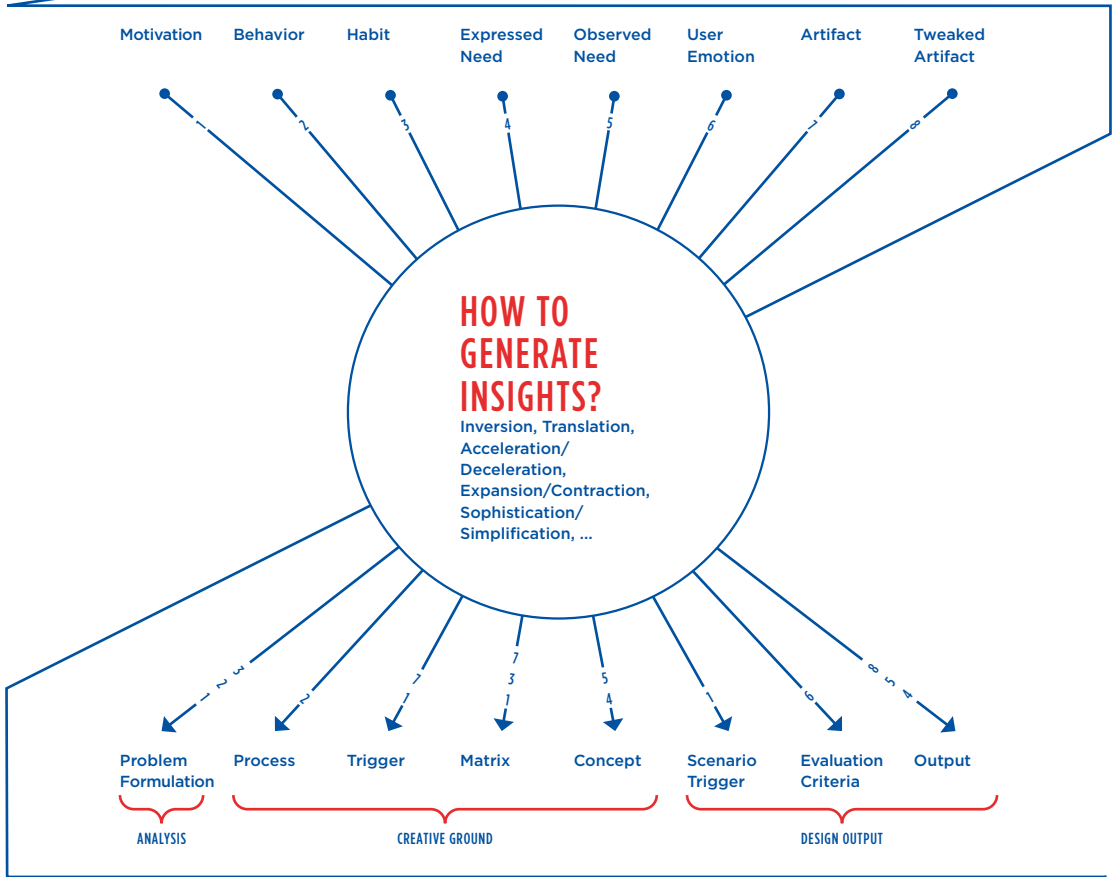 Motivation
Behavior
Habit
Expressed
Need
Observed
Need
User
Emotion
Artifact
Tweaked
Artifact
1
2
3
4
5
6
7
8
HOW TO
GENERATE
INSIGHTS?
Inversion, Translation,
Acceleration/
Deceleration,
Expansion/Contraction,
Sophistication/
Simplification, ...
1 2 3
2
1 7
7
3
1
5
4
1
6
8
5
4
Problem
Formulation
Process
Trigger
Matrix
Concept
Scenario
Trigger
Evaluation
Criteria
Output
ANALYSIS
CREATIVE GROUND
DESIGN OUTPUT